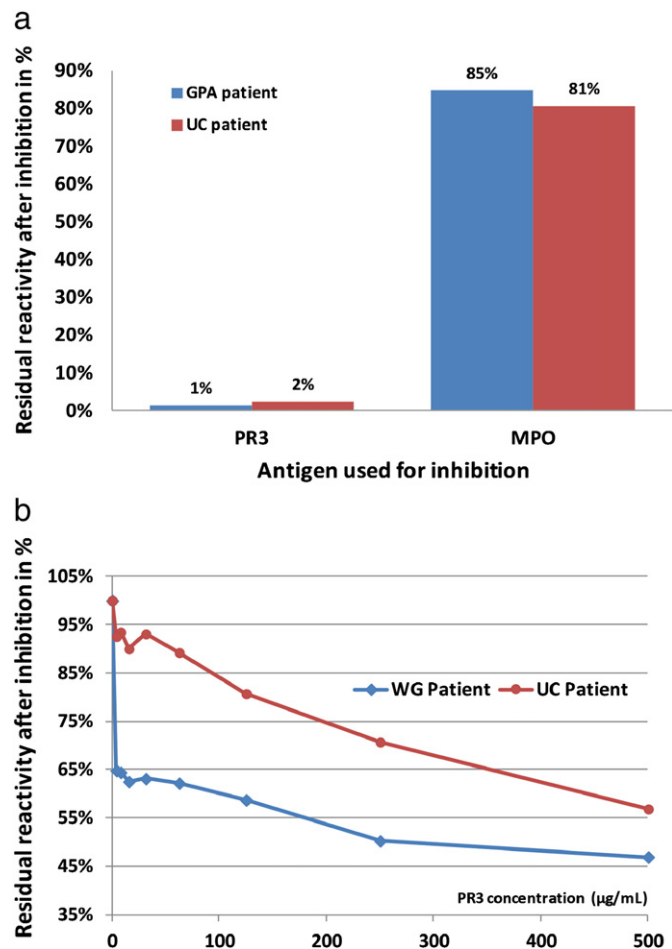 a
Residual reactivity after inhibition in %
90%
80%
70%
60%
50%
40%
30%
20%
10%
0%
GPA patient
UC patient
85%
81%
1%
2%
PR3
MPO
Antigen used for inhibition
b
Residual reactivity after inhibition in %
105%
95%
85%
75%
65%
55%
45%
35%
WG Patient
UC Patient
PR3 concentration (µg/mL)
0
100
200
300
400
500